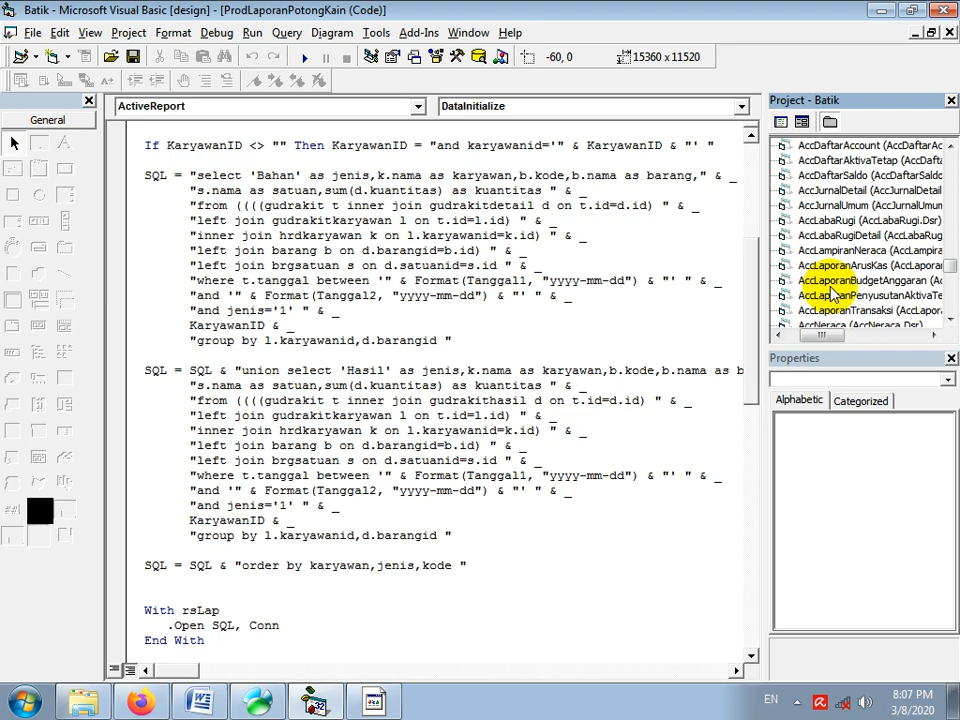 Batik - Microsoft Visual Basic [design] - [ProdLaporanPotongKain (Code)]
File Edit View Project Format Debug Run Query Diagram Tools Add-Ins Window Help
-60, 0
15360 x 11520
General
ActiveReport
DataInitialize
If KaryawanID <> "" Then KaryawanID = "and karyawanid='" & KaryawanID & "' "
SQL = "select 'Bahan' as jenis,k.nama as karyawan,b.kode,b.nama as barang," & _
"s.nama as satuan,sum(d.kuantitas) as kuantitas " & _
"from ((((gudrakit t inner join gudrakitdetail d on t.id=d.id) " & _
"left join gudrakitkaryawan l on t.id=l.id) " & _
"inner join hrdkaryawan k on l.karyawanid=k.id) " & _
"left join barang b on d.barangid=b.id) " & _
"left join brgsatuan s on d.satuanid=s.id " & _
"where t.tanggal between '" & Format(Tanggal1, "yyyy-mm-dd") & "' " & _
"and '" & Format(Tanggal2, "yyyy-mm-dd") & "' " & _
"and jenis='1' " & _
KaryawanID & _
"group by l.karyawanid,d.barangid "
SQL = SQL & "union select 'Hasil' as jenis,k.nama as karyawan,b.kode,b.nama as b
"s.nama as satuan,sum(d.kuantitas) as kuantitas " & _
"from ((((gudrakit t inner join gudrakithasil d on t.id=d.id) " & _
"left join gudrakitkaryawan l on t.id=l.id) " & _
"inner join hrdkaryawan k on l.karyawanid=k.id) " & _
"left join barang b on d.barangid=b.id) " & _
"left join brgsatuan s on d.satuanid=s.id " & _
"where t.tanggal between '" & Format(Tanggal1, "yyyy-mm-dd") & "' " & _
"and '" & Format(Tanggal2, "yyyy-mm-dd") & "' " & _
"and jenis='1' " & _
KaryawanID & _
"group by l.karyawanid,d.barangid "
SQL = SQL & "order by karyawan,jenis,kode "
With rsLap
.Open SQL, Conn
End With
Project - Batik
AccDaftarAccount (AccDaftarAcc
AccDaftarAktivaTetap (AccDafta
AccDaftarSaldo (AccDaftarSaldo
AccJurnalDetail (AccJurnalDetail
AccJurnalUmum (AccJurnalUmum
AccLabaRugi (AccLabaRugi.Dsr)
AccLabaRugiDetail (AccLabaRug
AccLampiranNeraca (AccLampira
AccLaporanArusKas (AccLaporan
AccLaporanBudgetAnggaran (Ac
AccLaporanPenyusutanAktivaTe
AccLaporanTransaksi (AccLapora
AccNeraca (AccNeraca.Dsr)
Properties
Alphabetic Categorized
EN
8:07 PM
3/8/2020